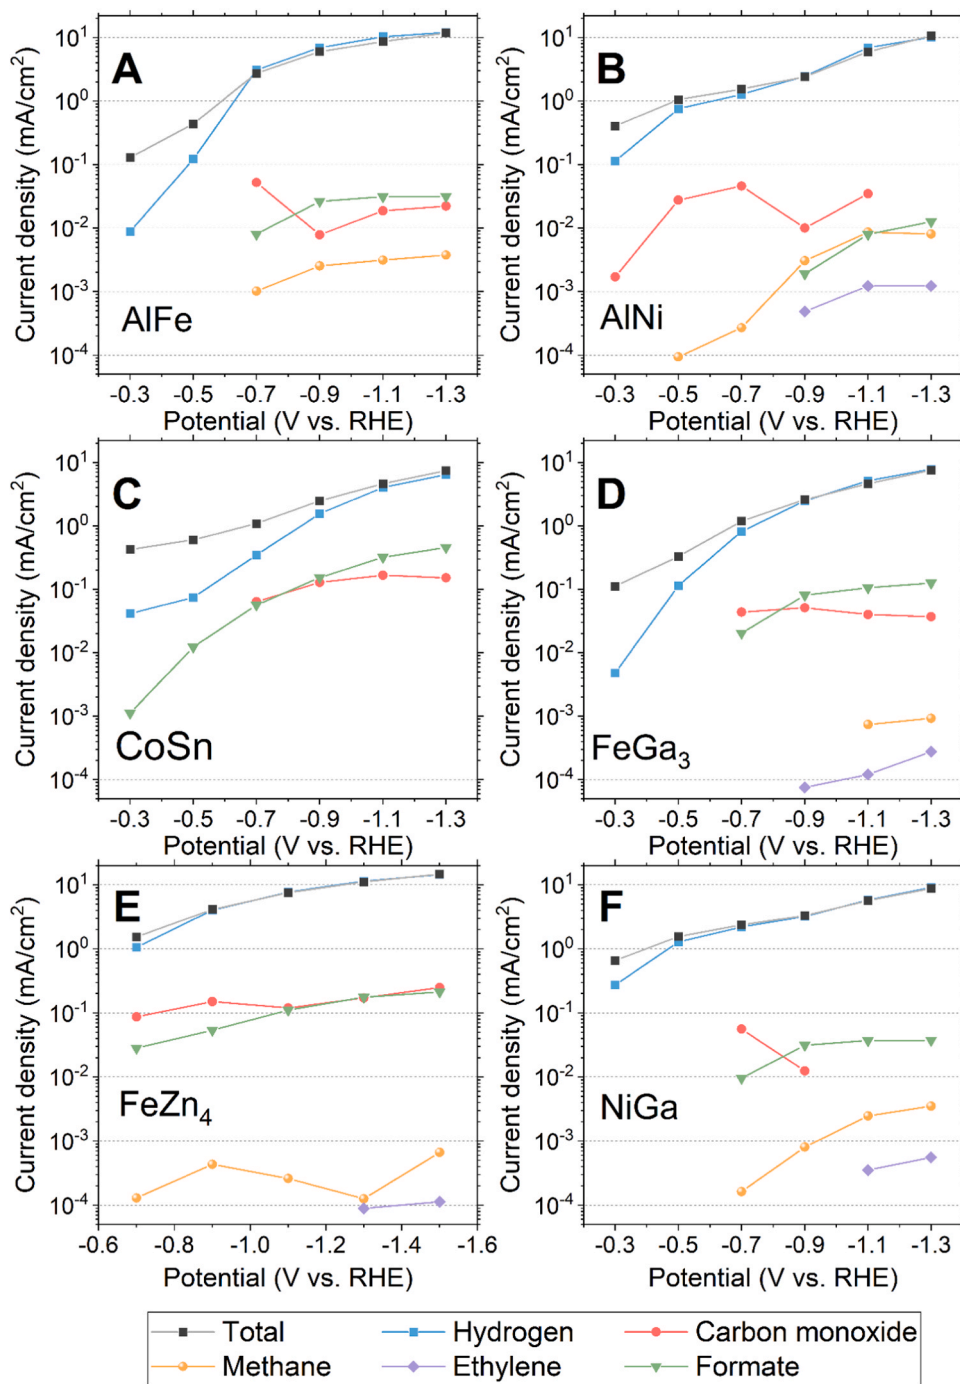 A
Current density (mA/cm²)
10¹
10⁰
10⁻¹
10⁻²
10⁻³
10⁻⁴
AlFe
-0.3 -0.5 -0.7 -0.9 -1.1 -1.3
Potential (V vs. RHE)
B
Current density (mA/cm²)
10¹
10⁰
10⁻¹
10⁻²
10⁻³
10⁻⁴
AlNi
-0.3 -0.5 -0.7 -0.9 -1.1 -1.3
Potential (V vs. RHE)
C
Current density (mA/cm²)
10¹
10⁰
10⁻¹
10⁻²
10⁻³
10⁻⁴
CoSn
-0.3 -0.5 -0.7 -0.9 -1.1 -1.3
Potential (V vs. RHE)
D
Current density (mA/cm²)
10¹
10⁰
10⁻¹
10⁻²
10⁻³
10⁻⁴
FeGa₃
-0.3 -0.5 -0.7 -0.9 -1.1 -1.3
Potential (V vs. RHE)
E
Current density (mA/cm²)
10¹
10⁰
10⁻¹
10⁻²
10⁻³
10⁻⁴
FeZn₄
-0.6 -0.8 -1.0 -1.2 -1.4 -1.6
Potential (V vs. RHE)
F
Current density (mA/cm²)
10¹
10⁰
10⁻¹
10⁻²
10⁻³
10⁻⁴
NiGa
-0.3 -0.5 -0.7 -0.9 -1.1 -1.3
Potential (V vs. RHE)
Total Hydrogen Carbon monoxide
Methane Ethylene Formate